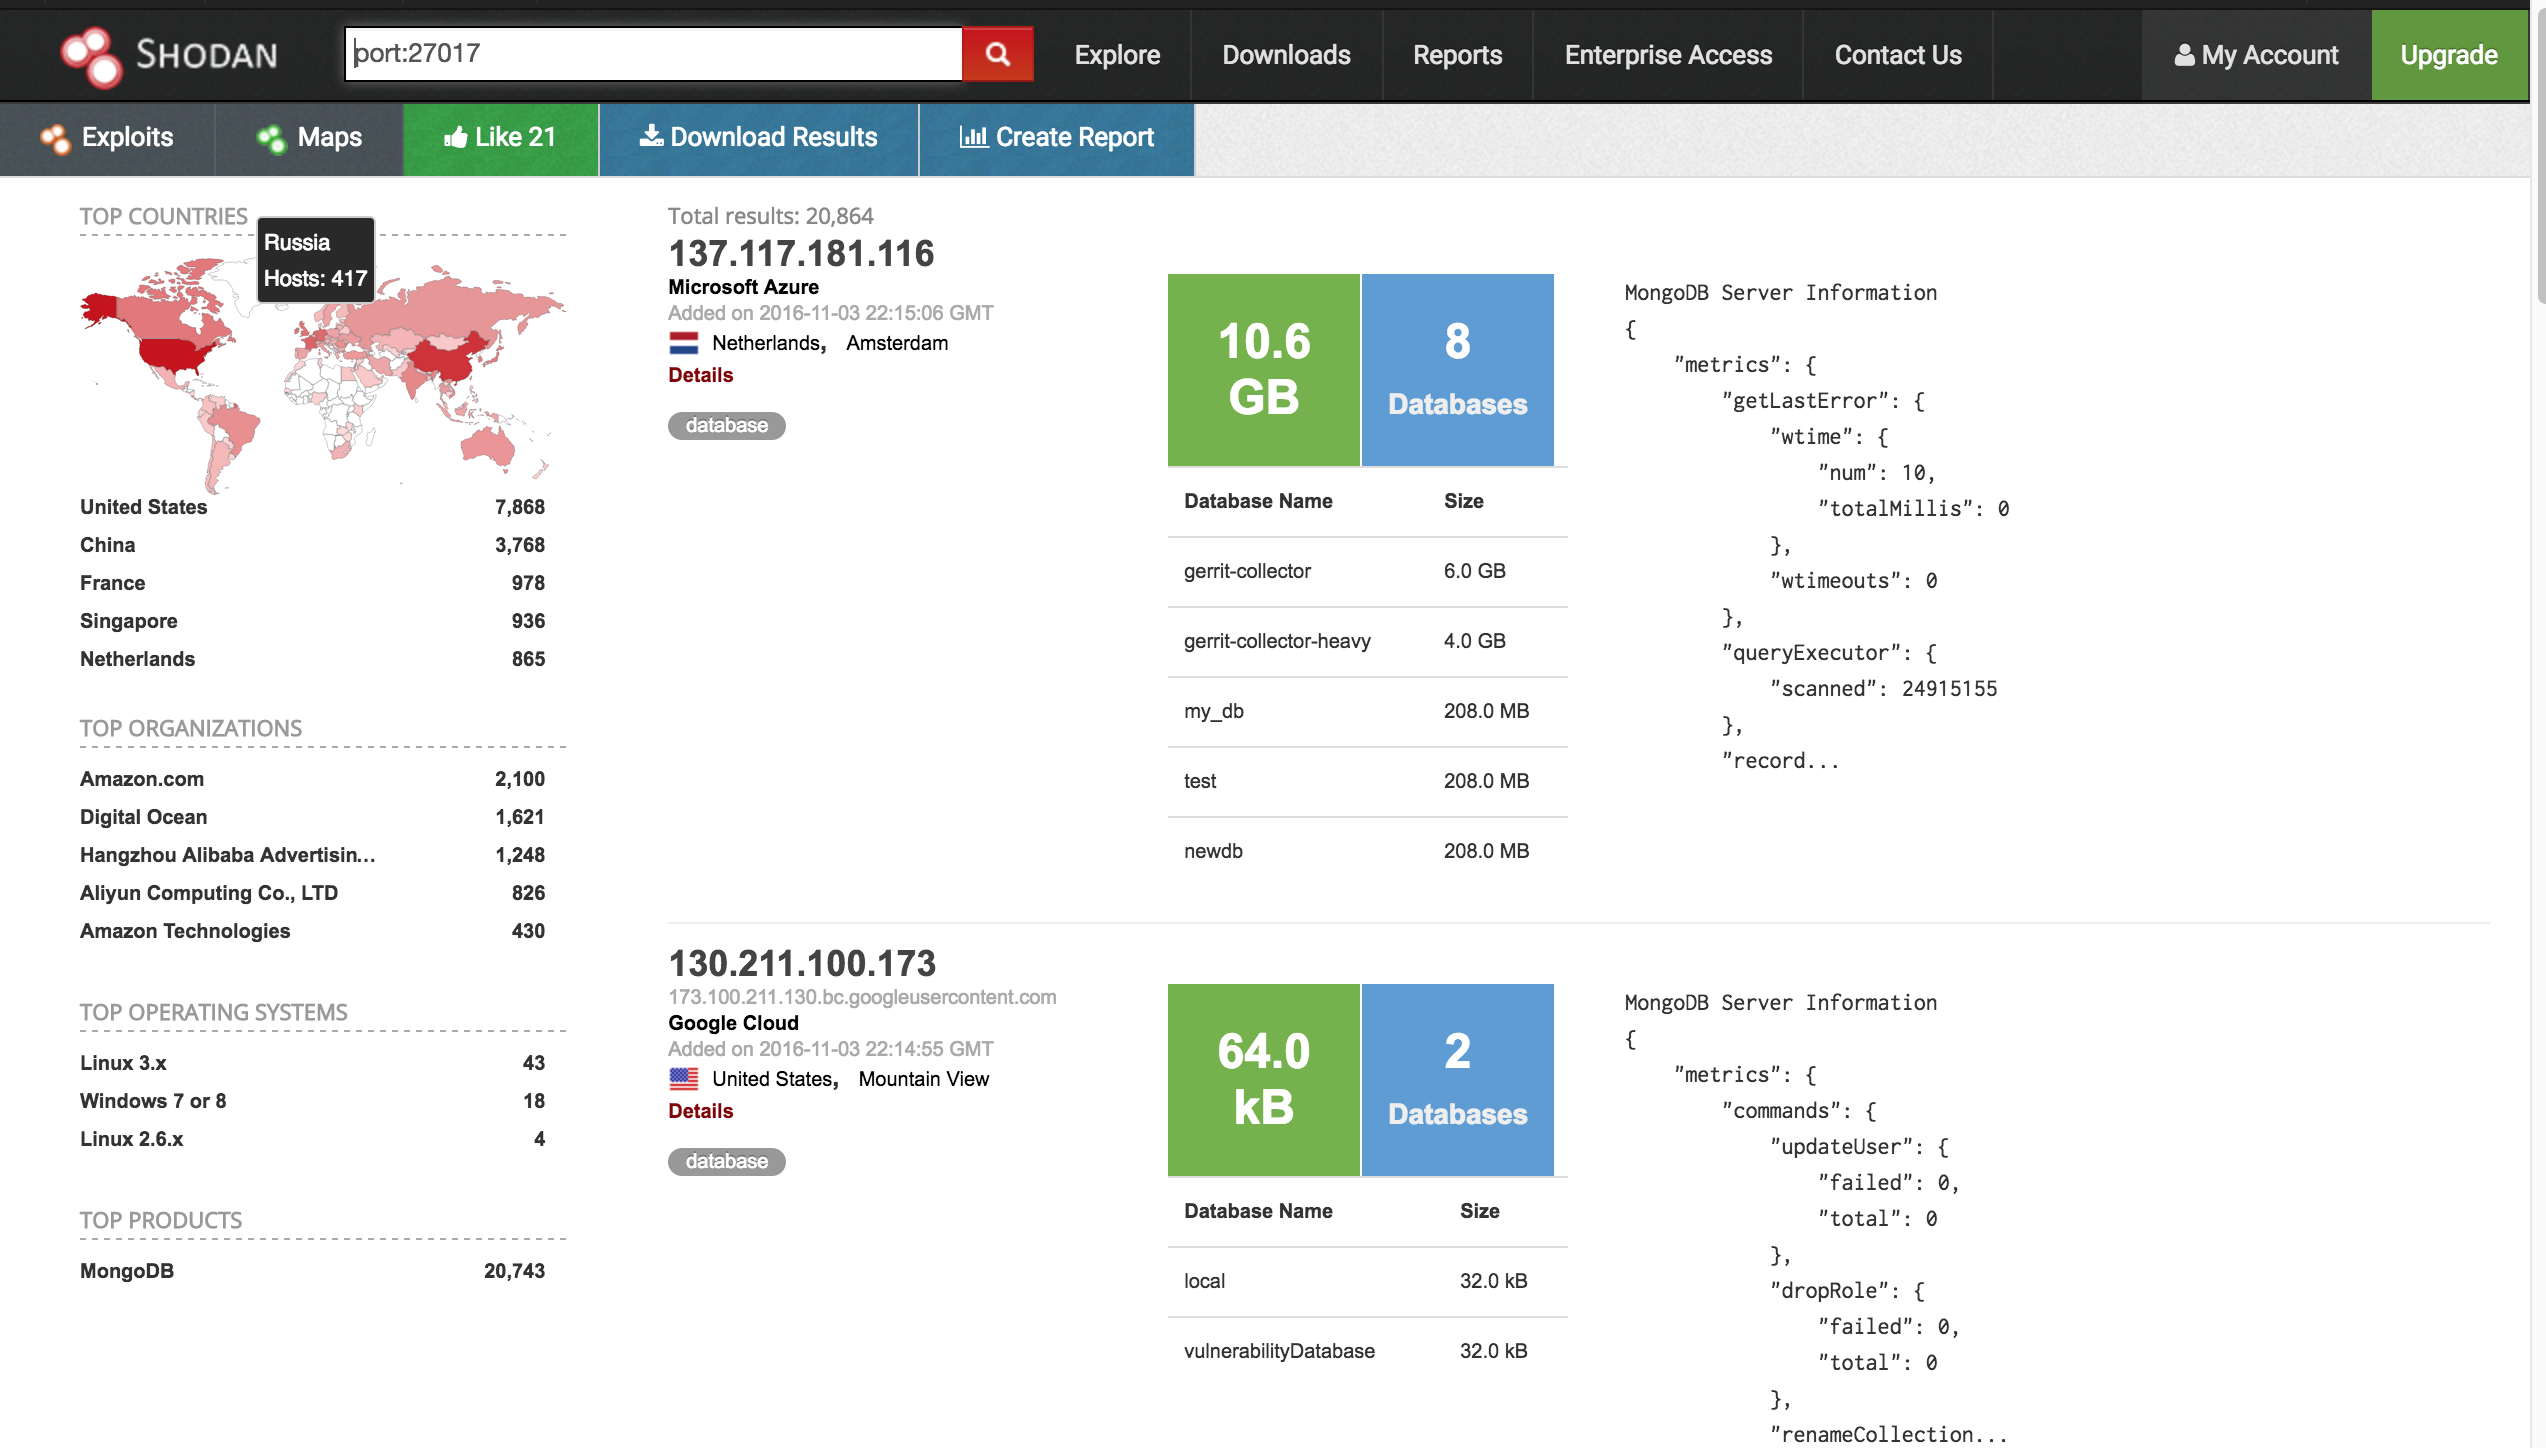 SHODAN
port:27017
Explore
Downloads
Reports
Enterprise Access
Contact Us
My Account
Upgrade
Exploits
Maps
Like 21
Download Results
Create Report
TOP COUNTRIES
Russia
Hosts: 417
United States 7,868
China 3,768
France 978
Singapore 936
Netherlands 865
TOP ORGANIZATIONS
Amazon.com 2,100
Digital Ocean 1,621
Hangzhou Alibaba Advertisin... 1,248
Aliyun Computing Co., LTD 826
Amazon Technologies 430
TOP OPERATING SYSTEMS
Linux 3.x 43
Windows 7 or 8 18
Linux 2.6.x 4
TOP PRODUCTS
MongoDB 20,743
Total results: 20,864
137.117.181.116
Microsoft Azure
Added on 2016-11-03 22:15:06 GMT
Netherlands, Amsterdam
Details
database
10.6
GB
8
Databases
Database Name Size
gerrit-collector 6.0 GB
gerrit-collector-heavy 4.0 GB
my_db 208.0 MB
test 208.0 MB
newdb 208.0 MB
MongoDB Server Information
{
"metrics": {
"getLastError": {
"wtime": {
"num": 10,
"totalMillis": 0
},
"wtimeouts": 0
},
"queryExecutor": {
"scanned": 24915155
},
"record...
130.211.100.173
173.100.211.130.bc.googleusercontent.com
Google Cloud
Added on 2016-11-03 22:14:55 GMT
United States, Mountain View
Details
database
64.0
kB
2
Databases
Database Name Size
local 32.0 kB
vulnerabilityDatabase 32.0 kB
MongoDB Server Information
{
"metrics": {
"commands": {
"updateUser": {
"failed": 0,
"total": 0
},
"dropRole": {
"failed": 0,
"total": 0
},
"renameCollection...